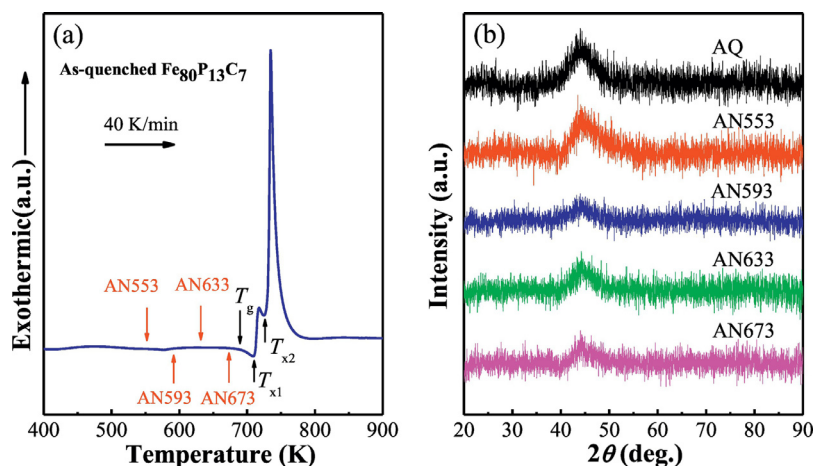 (a)
As-quenched Fe80P13C7
40 K/min
AN553
AN633
Tg
Tx2
AN593
AN673
Tx1
Exothermic(a.u.)
400 500 600 700 800 900
Temperature (K)
(b)
AQ
AN553
AN593
AN633
AN673
Intensity (a.u.)
20 30 40 50 60 70 80 90
2θ (deg.)